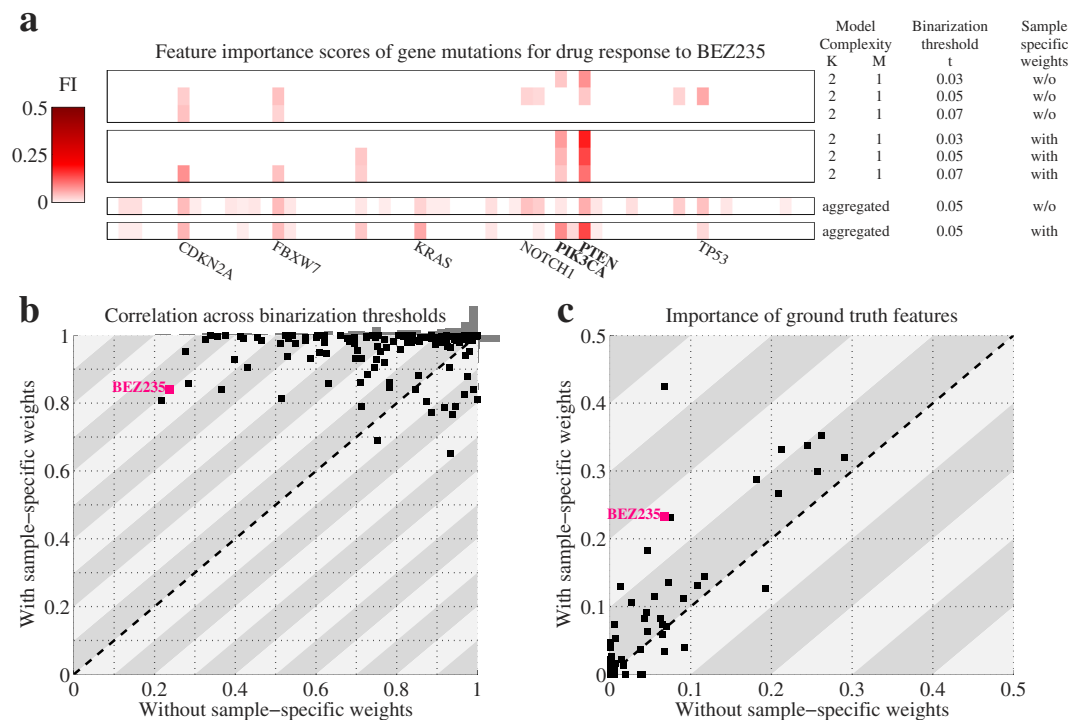 a
Feature importance scores of gene mutations for drug response to BEZ235
Model Complexity
Binarization threshold
Sample specific weights
K M t
FI
0.5
0.25
0
2 1 0.03 w/o
2 1 0.05 w/o
2 1 0.07 w/o
2 1 0.03 with
2 1 0.05 with
2 1 0.07 with
aggregated 0.05 w/o
aggregated 0.05 with
CDKN2A
FBXW7
KRAS
NOTCH1
PIK3CA
PTEN
TP53
b
Correlation across binarization thresholds
With sample−specific weights
1
0.8
0.6
0.4
0.2
0
BEZ235
0 0.2 0.4 0.6 0.8 1
Without sample−specific weights
c
Importance of ground truth features
With sample−specific weights
0.5
0.4
0.3
0.2
0.1
0
BEZ235
0 0.1 0.2 0.3 0.4 0.5
Without sample−specific weights